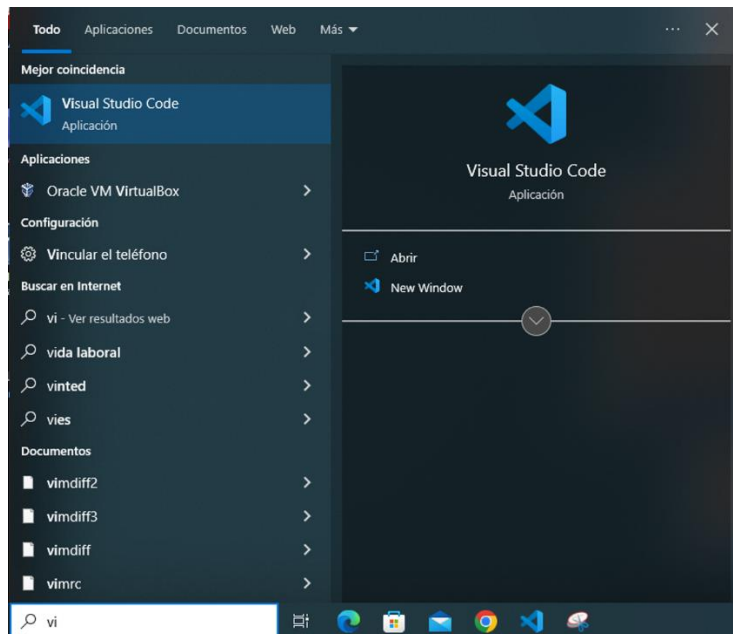 Todo Aplicaciones Documentos Web Más
Mejor coincidencia
Visual Studio Code
Aplicación
Aplicaciones
Oracle VM VirtualBox
Configuración
Vincular el teléfono
Buscar en Internet
vi - Ver resultados web
vida laboral
vinted
vies
Documentos
vimdiff2
vimdiff3
vimdiff
vimrc
vi
Visual Studio Code
Aplicación
Abrir
New Window